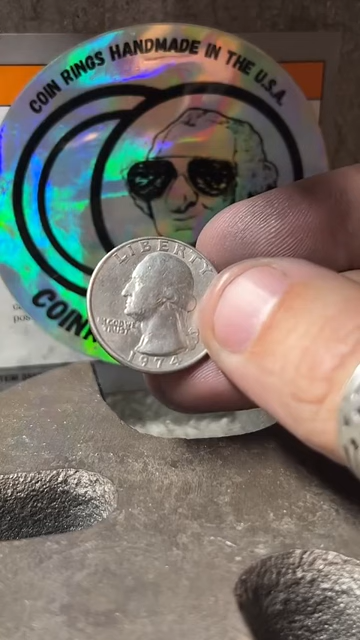 COIN RINGS HANDMADE IN THE U.S.A.
LIBERTY
IN GOD WE
TRUST
1974
COIN